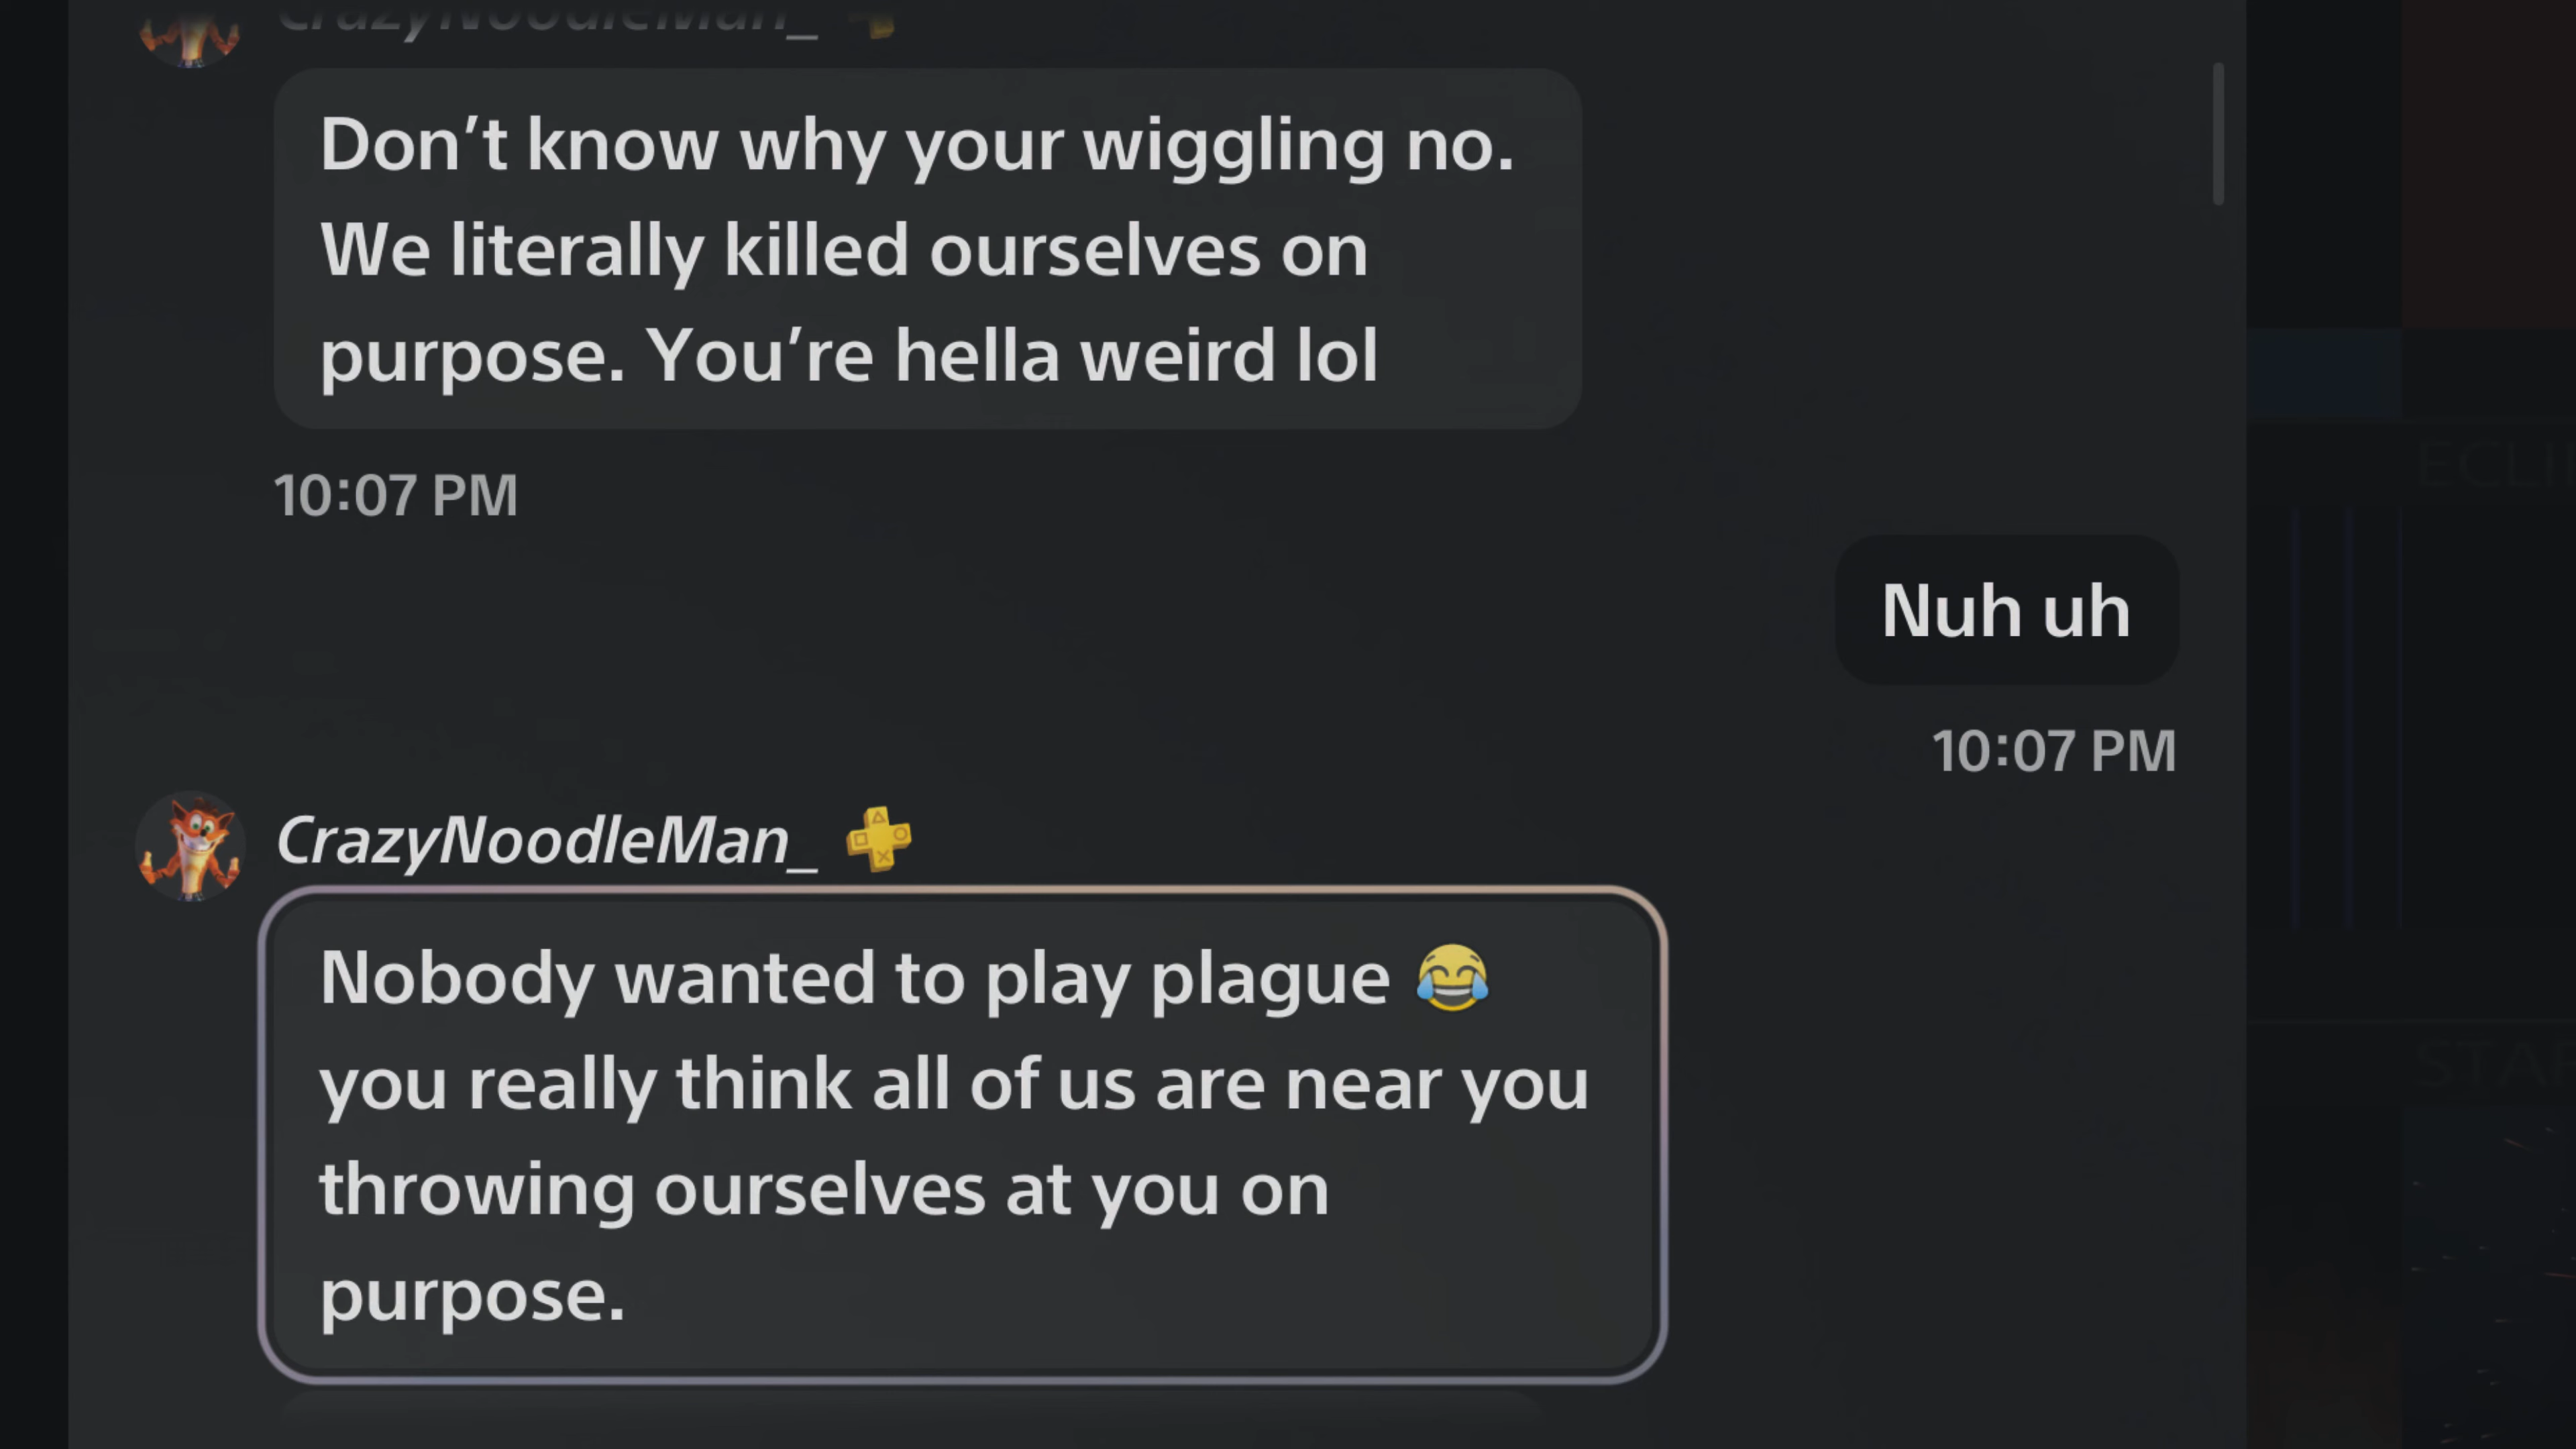 CrazyNoodleMan_
Don’t know why your wiggling no.
We literally killed ourselves on
purpose. You’re hella weird lol
10:07 PM
Nuh uh
10:07 PM
CrazyNoodleMan_
Nobody wanted to play plague 😂
you really think all of us are near you
throwing ourselves at you on
purpose.